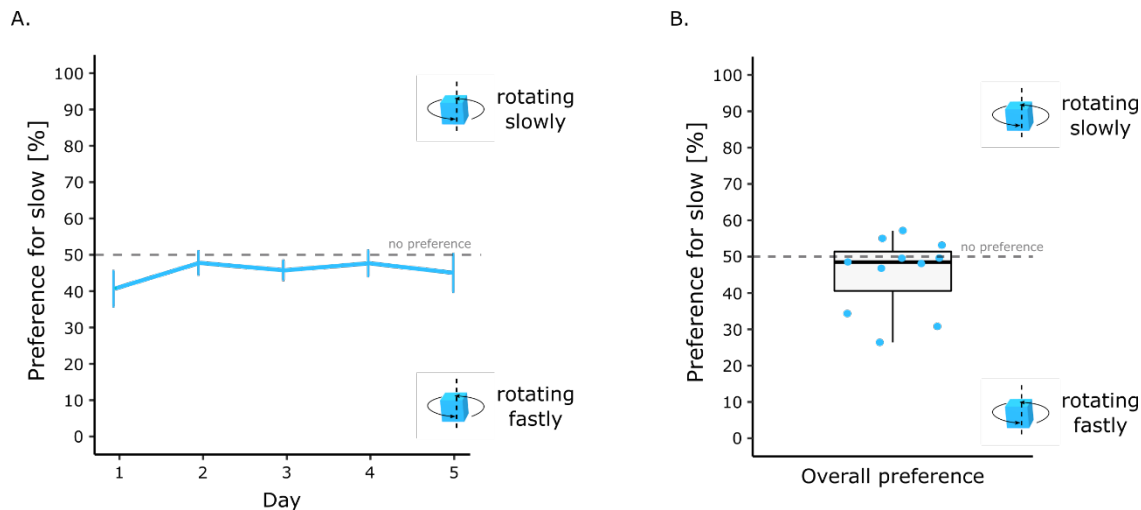 A.
Preference for slow [%]
100
90
80
70
60
50
40
30
20
10
0
1 2 3 4 5
Day
no preference
rotating
slowly
rotating
fastly
B.
Preference for slow [%]
100
90
80
70
60
50
40
30
20
10
0
Overall preference
no preference
rotating
slowly
rotating
fastly